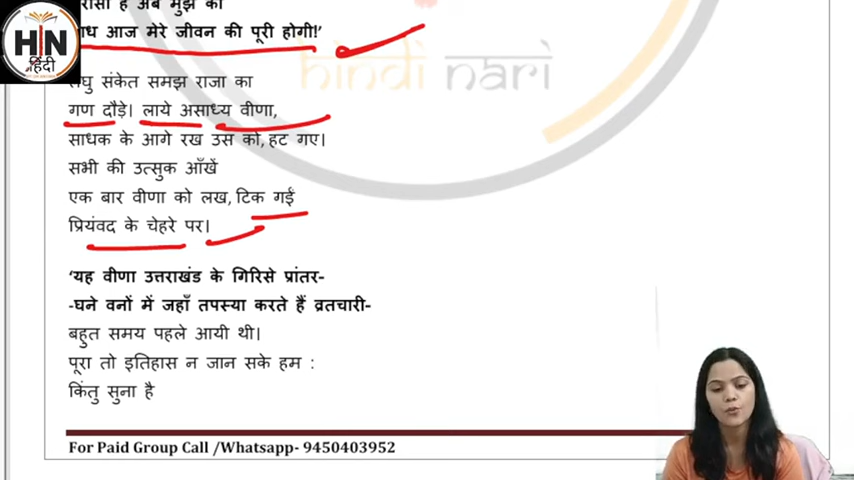 HIN
हिंदी
है अब मुझ को
आज मेरे जीवन की पूरी होगी!'
hindi nari
संकेत समझ राजा का
गण दौड़े। लाये असाध्य वीणा,
साधक के आगे रख उस को, हट गए।
सभी की उत्सुक आँखें
एक बार वीणा को लख, टिक गईं
प्रियंवद के चेहरे पर।
'यह वीणा उत्तराखंड के गिरिसे प्रांतर-
-घने वनों में जहाँ तपस्या करते हैं व्रतचारी-
बहुत समय पहले आयी थी।
पूरा तो इतिहास न जान सके हम :
किंतु सुना है
For Paid Group Call /Whatsapp- 9450403952